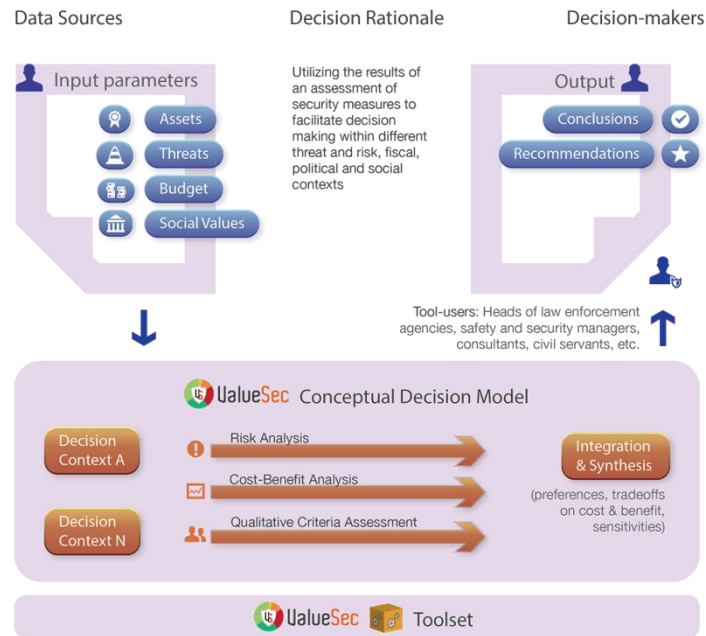 Data Sources
Decision Rationale
Decision-makers
Input parameters
Assets
Threats
Budget
Social Values
Utilizing the results of
an assessment of
security measures to
facilitate decision
making within different
threat and risk, fiscal,
political and social
contexts
Output
Conclusions
Recommendations
Tool-users: Heads of law enforcement
agencies, safety and security managers,
consultants, civil servants, etc.
ValueSec Conceptual Decision Model
Decision
Context A
Decision
Context N
Risk Analysis
Cost-Benefit Analysis
Qualitative Criteria Assessment
Integration
& Synthesis
(preferences, tradeoffs
on cost & benefit,
sensitivities)
ValueSec Toolset